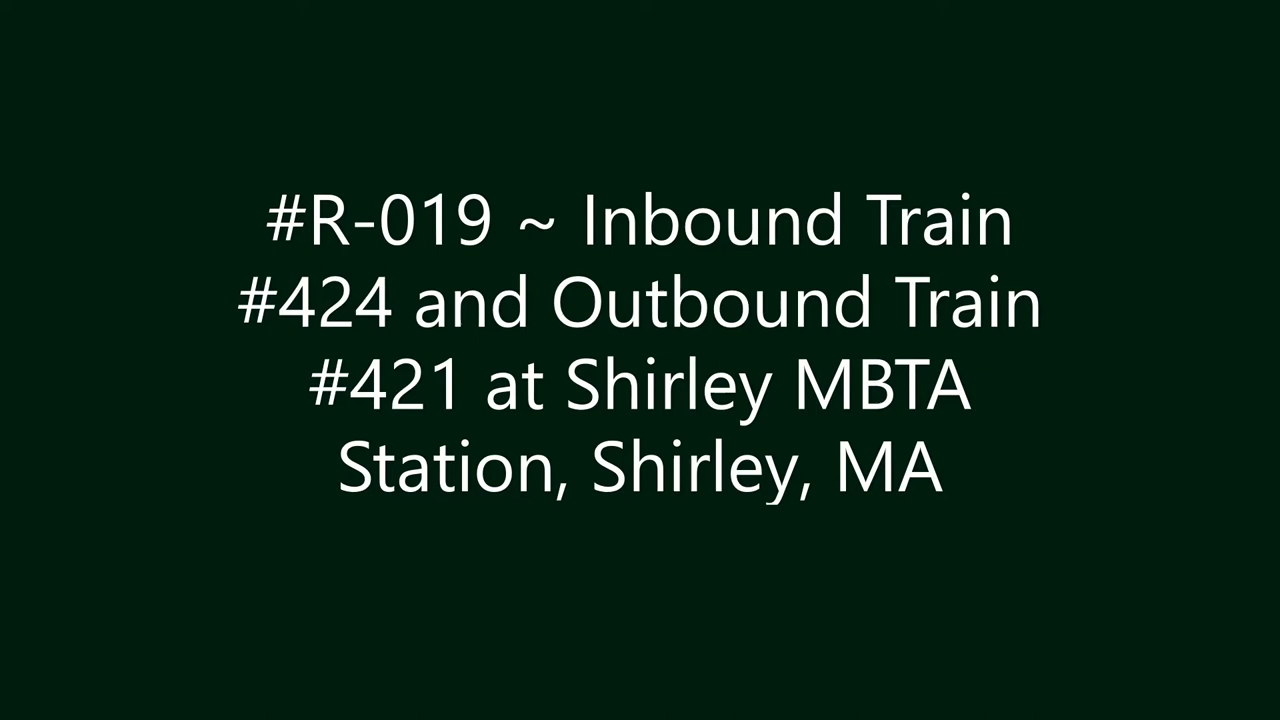 #R-019 ~ Inbound Train
#424 and Outbound Train
#421 at Shirley MBTA
Station, Shirley, MA